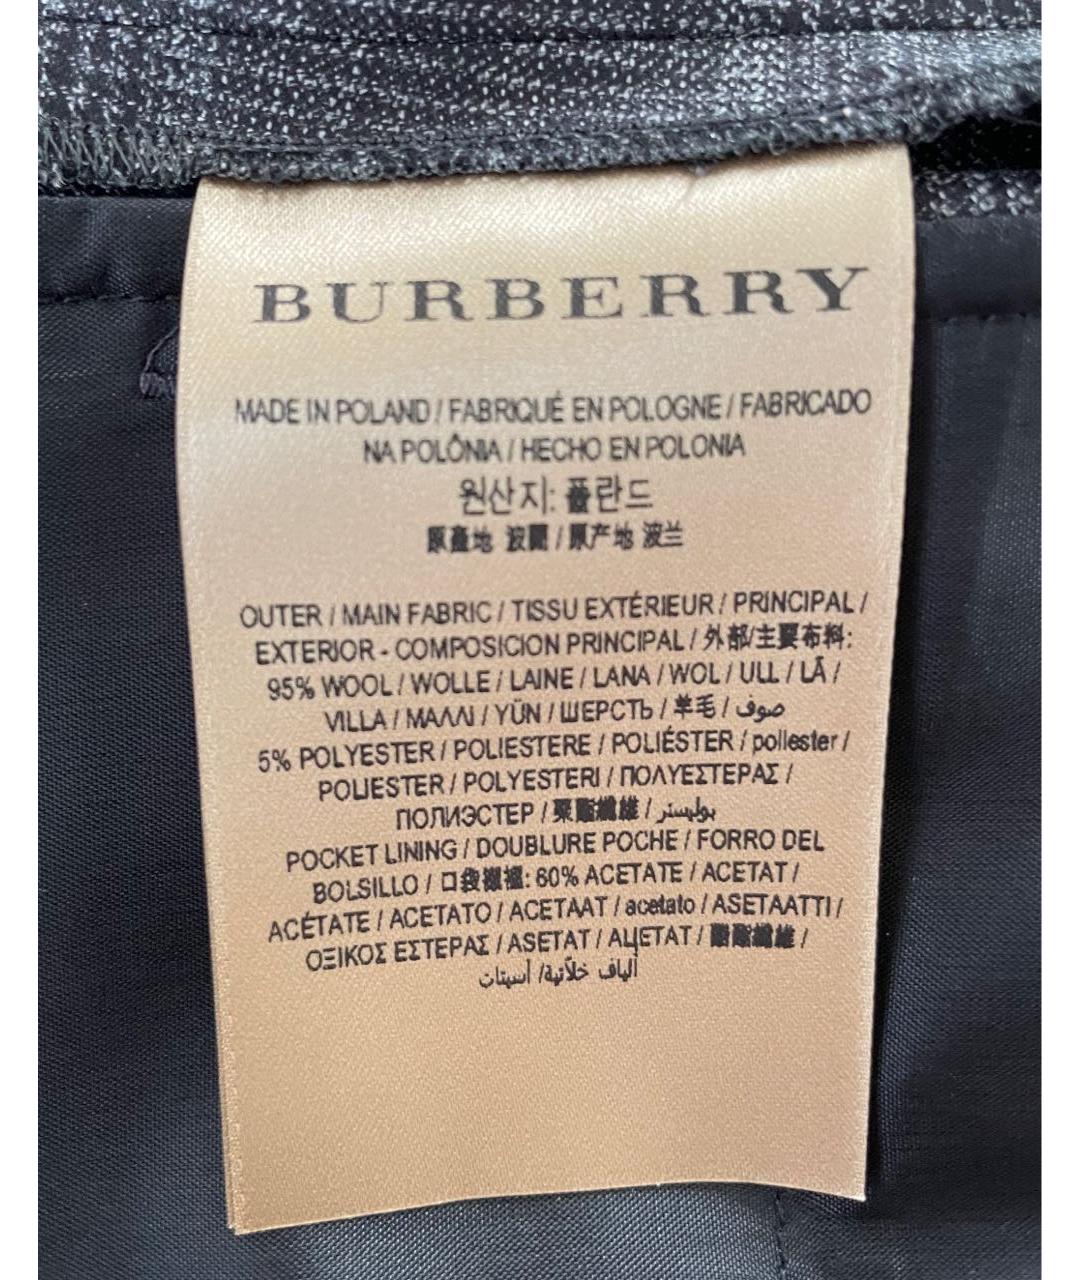 BURBERRY
MADE IN POLAND / FABRIQUÉ EN POLOGNE / FABRICADO
NA POLÔNIA / HECHO EN POLONIA
원산지: 폴란드
原產地 波蘭 / 原产地 波兰
OUTER / MAIN FABRIC / TISSU EXTÉRIEUR / PRINCIPAL /
EXTERIOR - COMPOSICION PRINCIPAL / 外部/主要布料:
95% WOOL / WOLLE / LAINE / LANA / WOL / ULL / LÃ /
VILLA / ΜΑΛΛΙ / YÜN / ШЕРСТЬ / 羊毛 / صوف
5% POLYESTER / POLIESTERE / POLIÉSTER / poliester /
POLIESTER / POLYESTERI / ΠΟΛΥΕΣΤΕΡΑΣ /
ПОЛИЭСТЕР / 聚酯纖維 / بوليستر
POCKET LINING / DOUBLURE POCHE / FORRO DEL
BOLSILLO / 口袋襯裡: 60% ACETATE / ACETAT /
ACÉTATE / ACETATO / ACETAAT / acetato / ASETAATTI /
ΟΞΙΚΟΣ ΕΣΤΕΡΑΣ / ASETAT / АЦЕТАТ / 醋酯纖維 /
ألياف خلاتية/ أسيتات